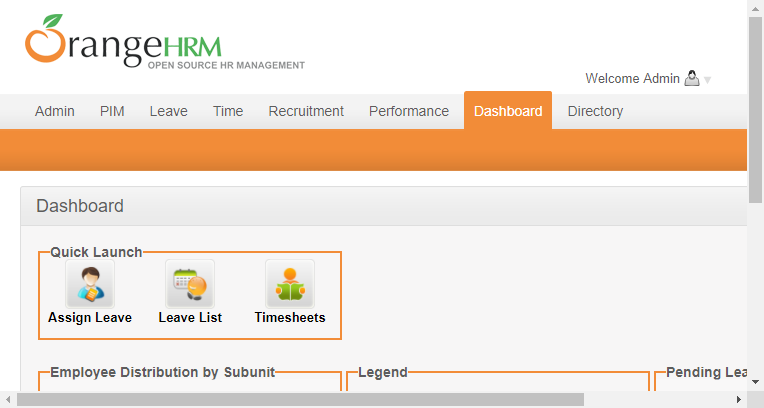 OrangeHRM
OPEN SOURCE HR MANAGEMENT
Welcome Admin
Admin PIM Leave Time Recruitment Performance Dashboard Directory
Dashboard
Quick Launch
Assign Leave Leave List Timesheets
Employee Distribution by Subunit Legend Pending Lea